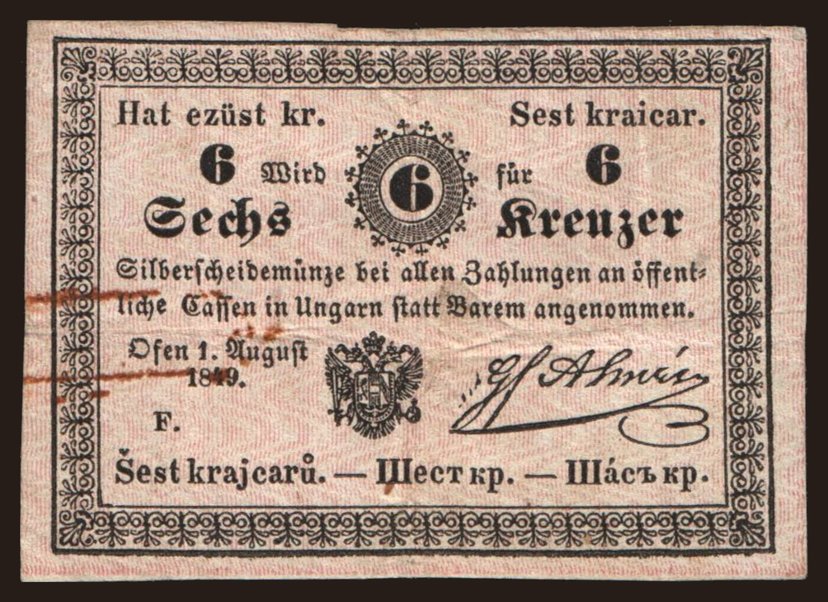 Hat ezüst kr. Sest kraicar.
6 Wird 6 für 6
Sechs Kreuzer
Silberscheidemünze bei allen Zahlungen an öffent-
liche Cassen in Ungarn statt Barem angenommen.
Ofen 1. August
1849.
F.
Šest krajcarů. — Шест кр. — Шáсъ кр.